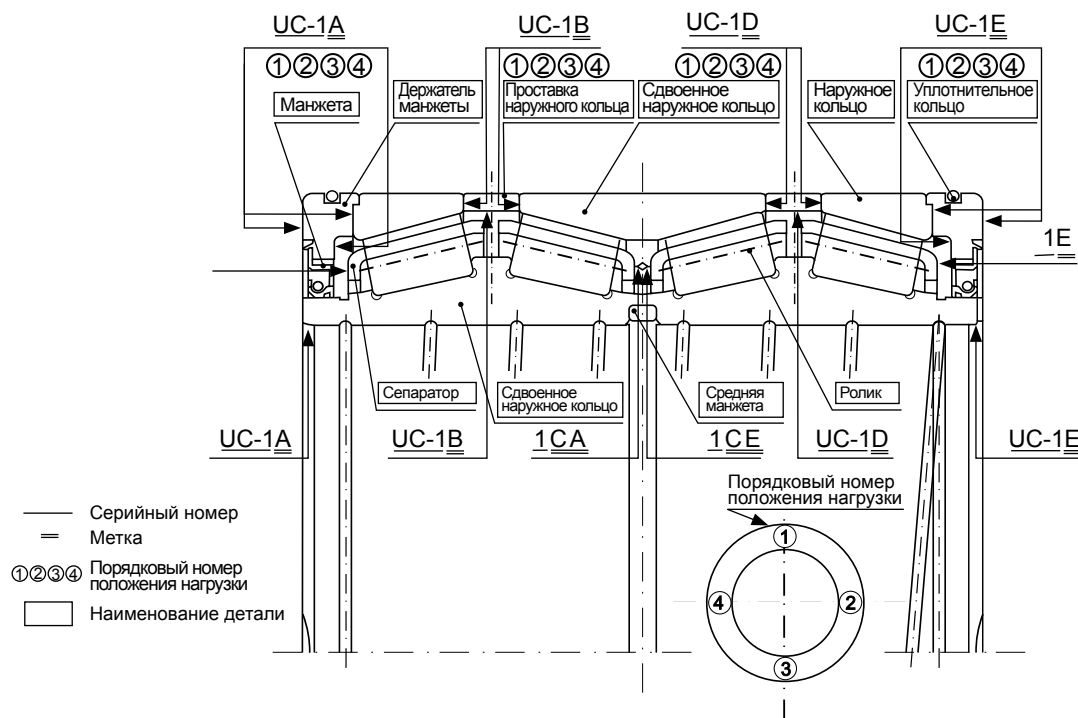 UC-1A UC-1B UC-1D UC-1E
①②③④ ①②③④ ①②③④ ①②③④
Манжета
Держатель
манжеты
Проставка
наружного кольца
Сдвоенное
наружное кольцо
Наружное
кольцо
Уплотнительное
кольцо
1E
Сепаратор
Сдвоенное
наружное кольцо
Средняя
манжета
Ролик
UC-1A UC-1B 1CA 1CE UC-1D UC-1E
Порядковый номер
положения нагрузки
1
4 2
3
Серийный номер
Метка
①②③④ Порядковый номер
положения нагрузки
Наименование детали